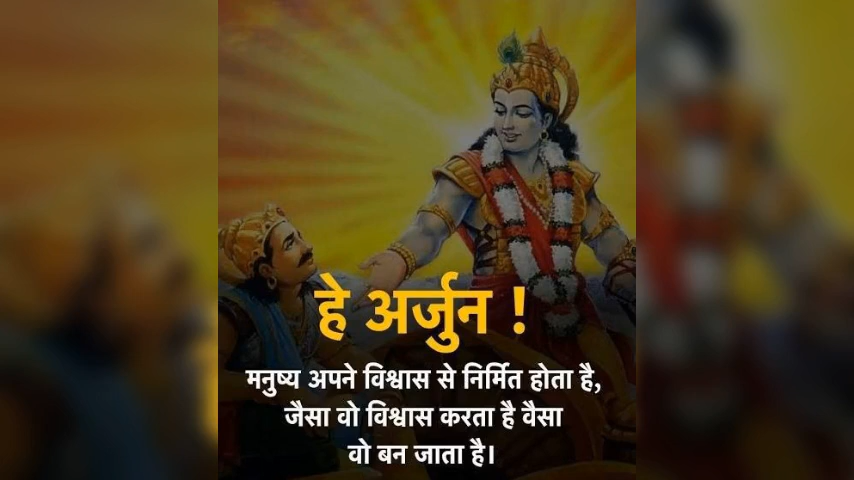 हे अर्जुन !
मनुष्य अपने विश्वास से निर्मित होता है,
जैसा वो विश्वास करता है वैसा
वो बन जाता है।